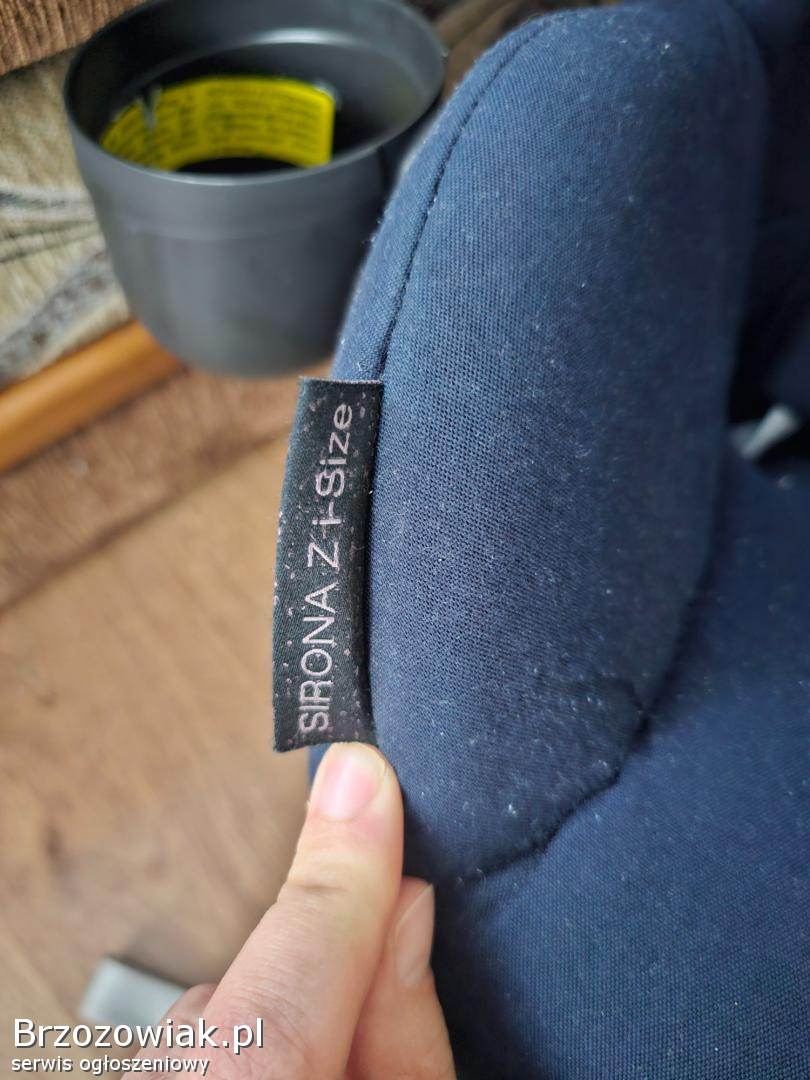 SIRONA Z i-Size
Brzozowiak.pl
serwis ogłoszeniowy